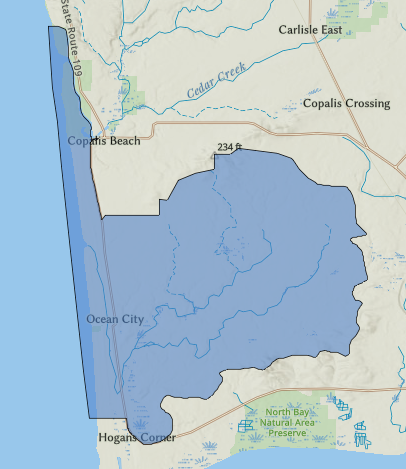 State Route 109
Carlisle East
Cedar Creek
Copalis Crossing
Copalis Beach
234 ft
Ocean City
North Bay
Natural Area
Preserve
Hogans Corner